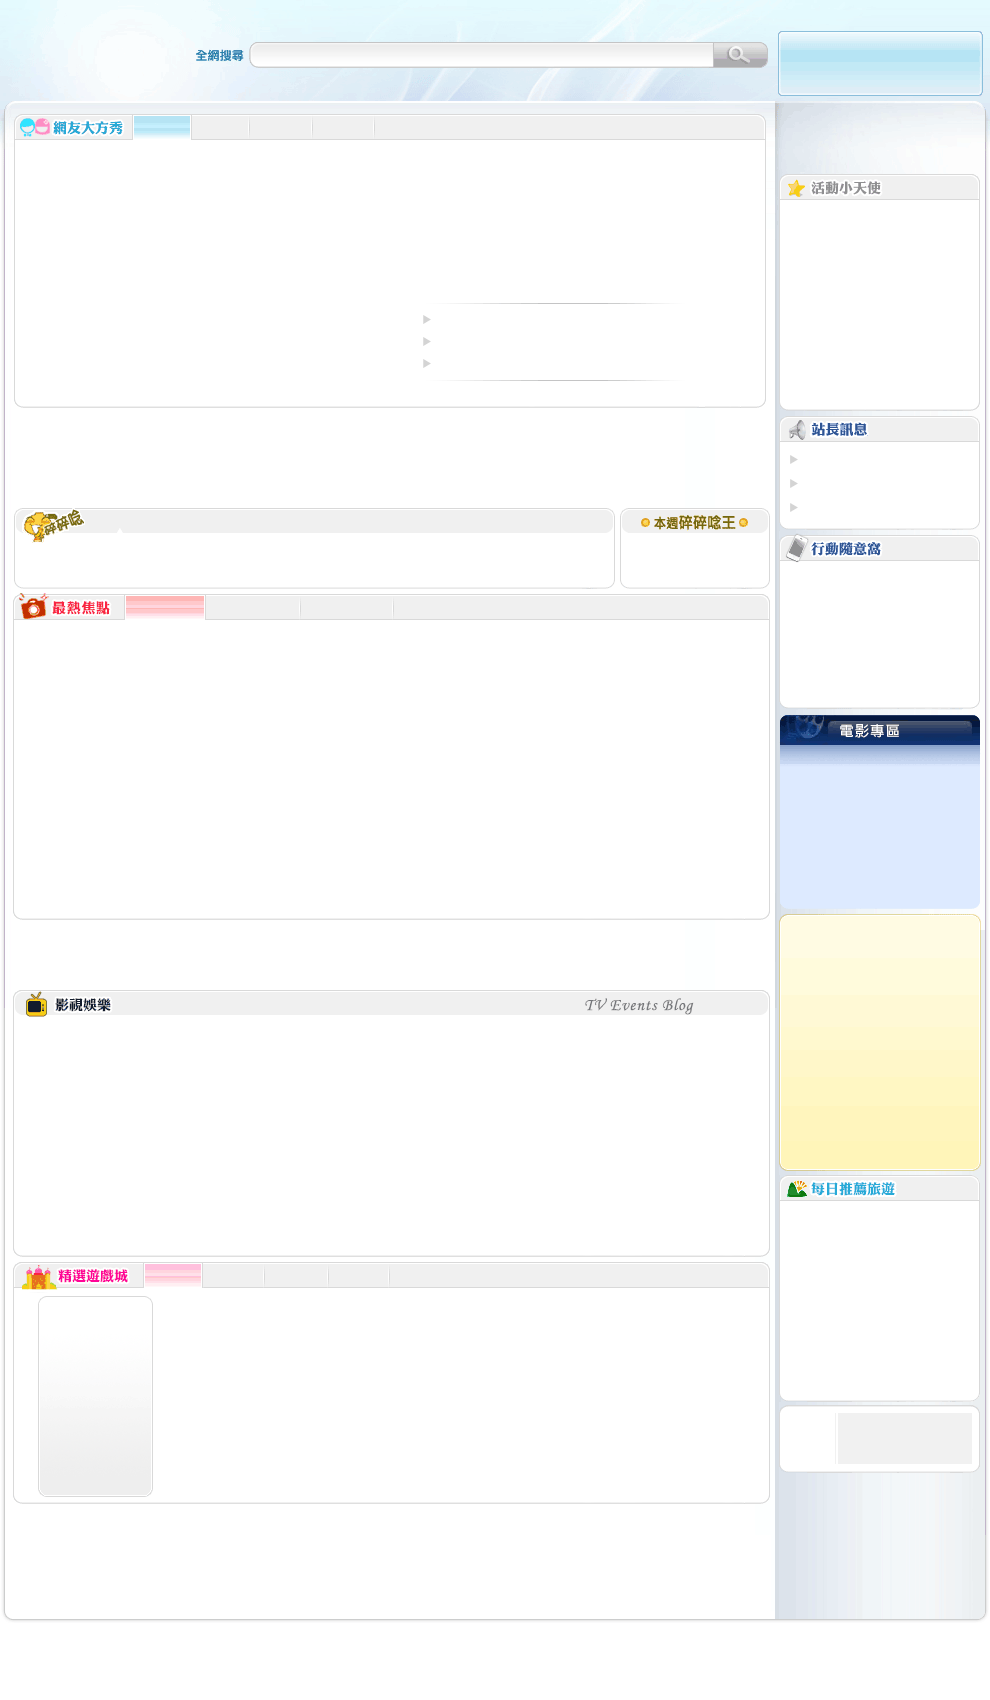 全網搜尋
網友大方秀
活動小天使
站長訊息
碎碎唸
本週碎碎唸王
行動隨意窩
最熱焦點
電影專區
影視娛樂
TV Events Blog
每日推薦旅遊
精選遊戲城